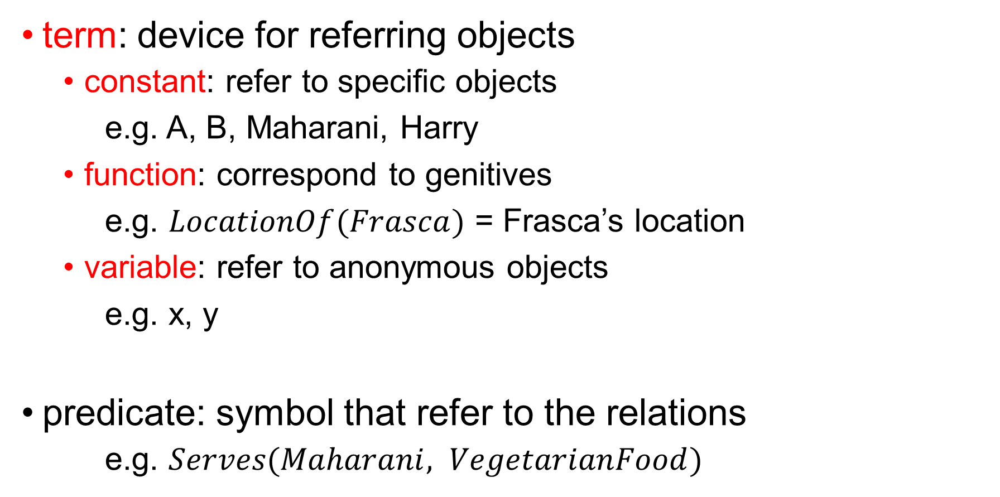 • term: device for referring objects
• constant: refer to specific objects
e.g. A, B, Maharani, Harry
• function: correspond to genitives
e.g. LocationOf(Frasca) = Frasca’s location
• variable: refer to anonymous objects
e.g. x, y
• predicate: symbol that refer to the relations
e.g. Serves(Maharani, VegetarianFood)